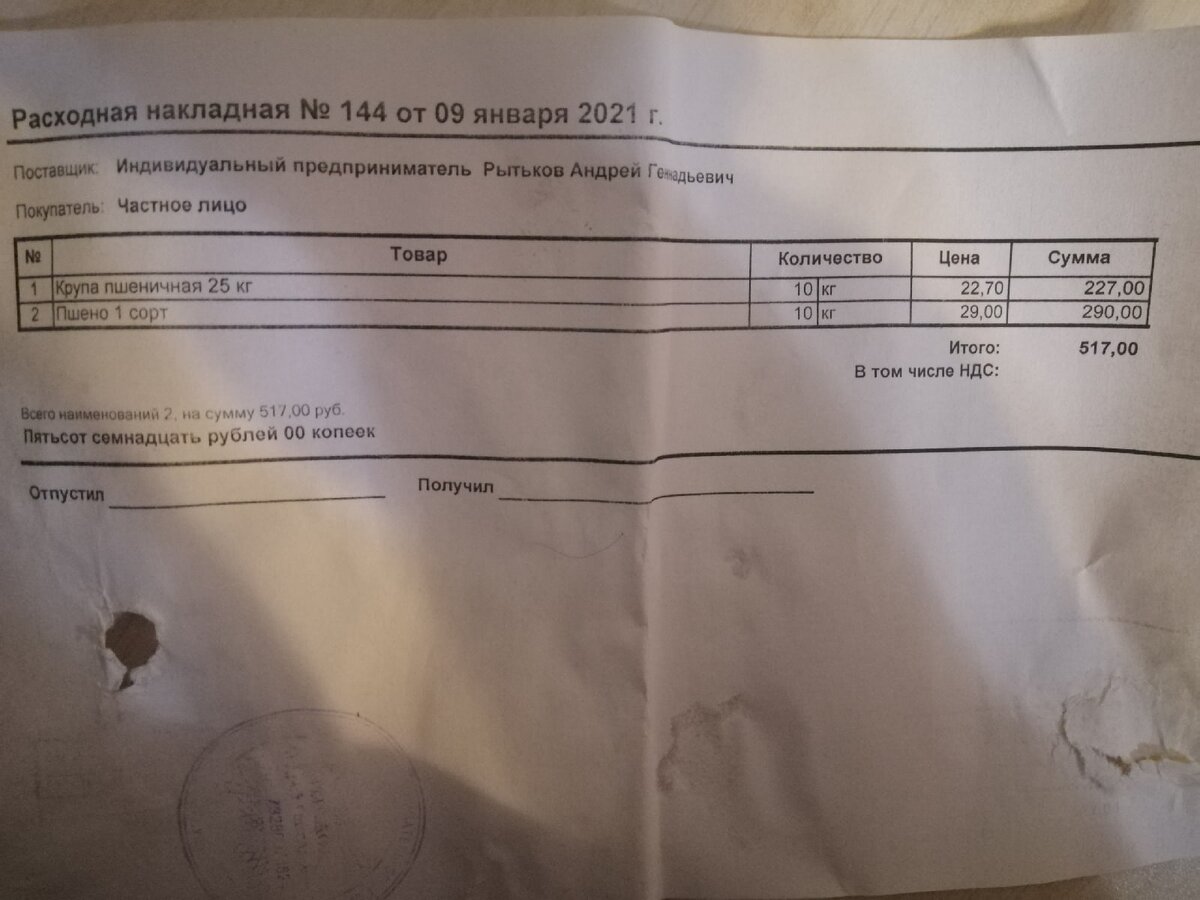 Расходная накладная № 144 от 09 января 2021 г.
Поставщик: Индивидуальный предприниматель Рытьков Андрей Геннадьевич
Покупатель: Частное лицо
№ Товар Количество Цена Сумма
1 Крупа пшеничная 25 кг 10 кг 22,70 227,00
2 Пшено 1 сорт 10 кг 29,00 290,00
Итого: 517,00
В том числе НДС:
Всего наименований 2, на сумму 517,00 руб.
Пятьсот семнадцать рублей 00 копеек
Отпустил Получил